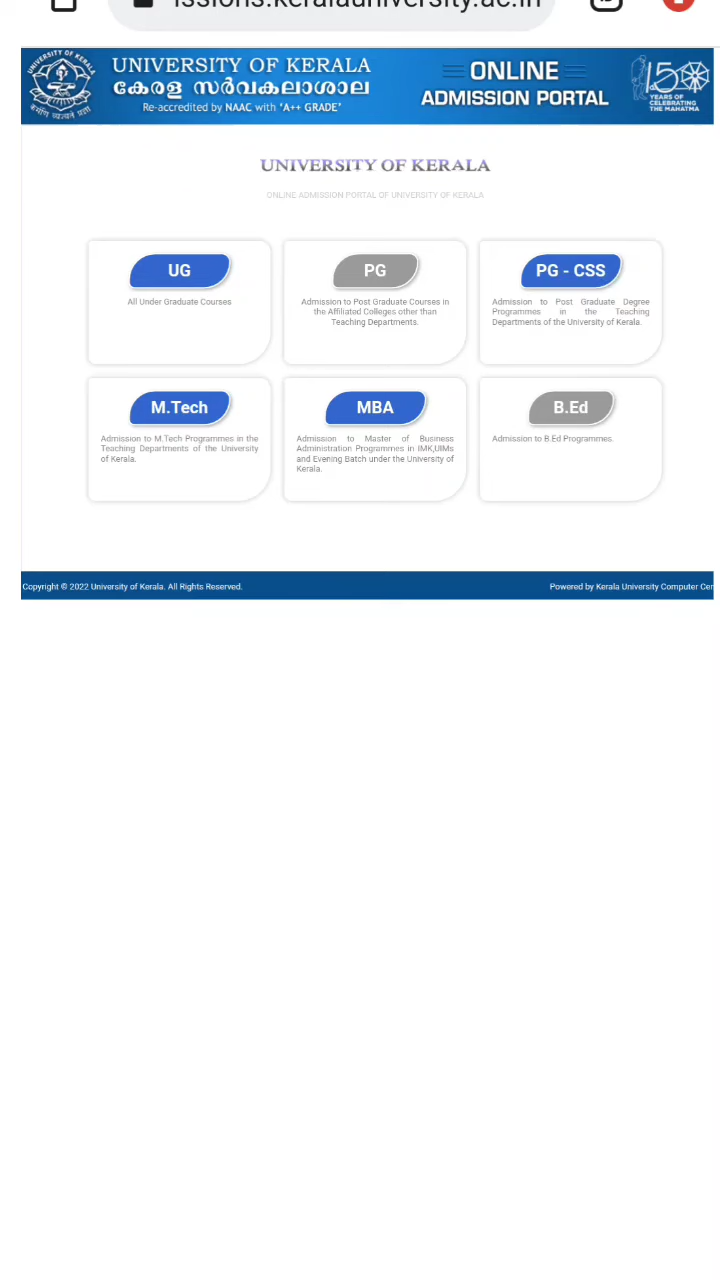 UNIVERSITY OF KERALA
കേരള സർവകലാശാല
Re-accredited by NAAC with 'A++ GRADE'
ONLINE
ADMISSION PORTAL
150
YEARS OF
CELEBRATING
THE MAHATMA
UNIVERSITY OF KERALA
ONLINE ADMISSION PORTAL OF UNIVERSITY OF KERALA
UG
All Under Graduate Courses
PG
Admission to Post Graduate Courses in
the Affiliated Colleges other than
Teaching Departments.
PG - CSS
Admission to Post Graduate Degree
Programmes in the Teaching
Departments of the University of Kerala.
M.Tech
Admission to M.Tech Programmes in the
Teaching Departments of the University
of Kerala.
MBA
Admission to Master of Business
Administration Programmes in IMK,UIMs
and Evening Batch under the University of
Kerala.
B.Ed
Admission to B.Ed Programmes.
Copyright © 2022 University of Kerala. All Rights Reserved.
Powered by Kerala University Computer Cer